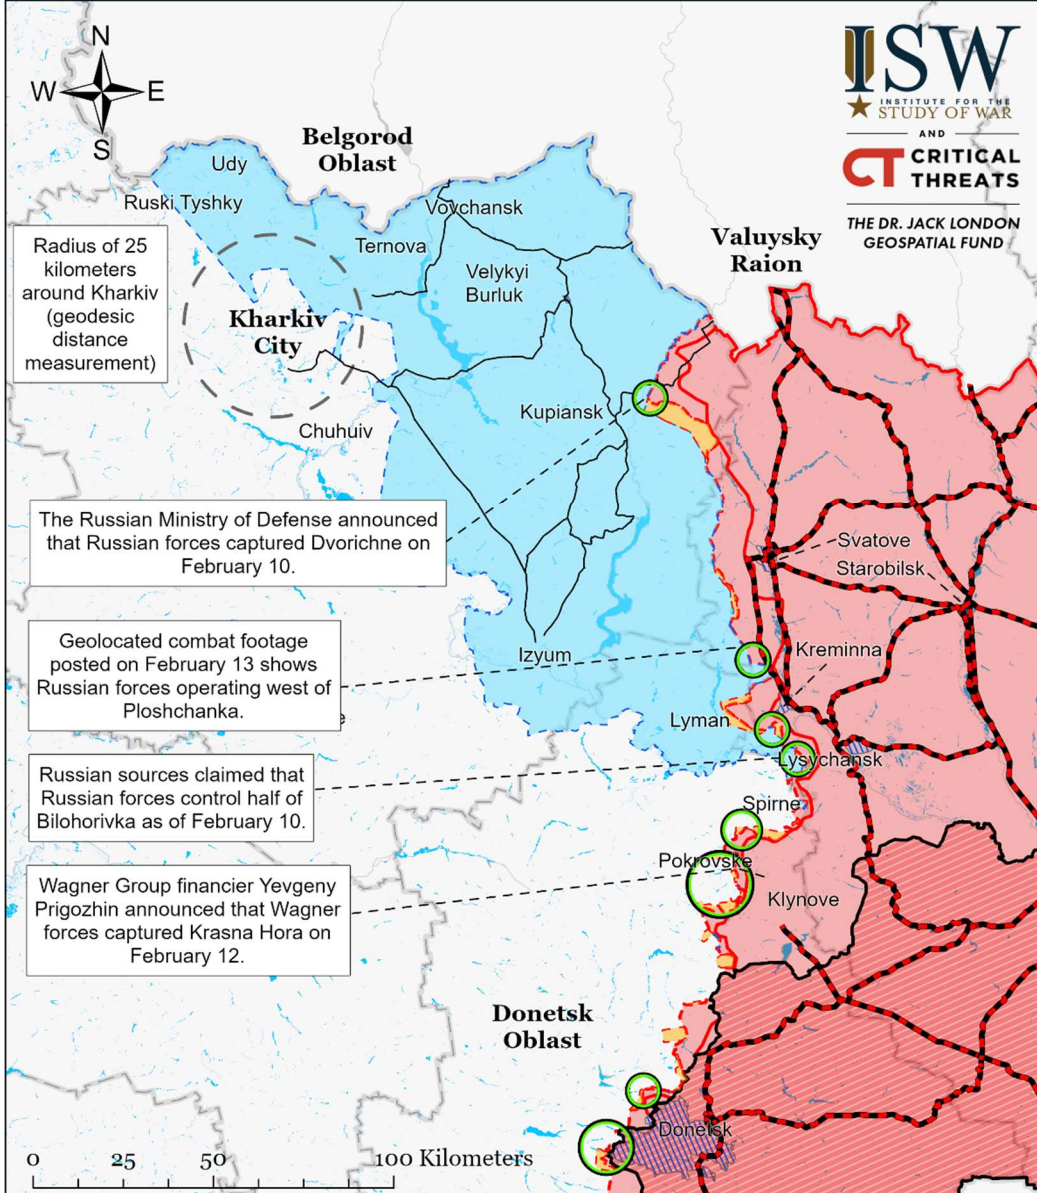 N
W
E
S
ISW
INSTITUTE FOR THE
STUDY OF WAR
AND
CT CRITICAL
THREATS
THE DR. JACK LONDON
GEOSPATIAL FUND
Belgorod
Oblast
Udy
Ruski Tyshky
Vovchansk
Ternova
Velykyi
Burluk
Valuysky
Raion
Radius of 25
kilometers
around Kharkiv
(geodesic
distance
measurement)
Kharkiv
City
Kupiansk
Chuhuiv
The Russian Ministry of Defense announced
that Russian forces captured Dvorichne on
February 10.
Svatove
Starobilsk
Geolocated combat footage
posted on February 13 shows
Russian forces operating west of
Ploshchanka.
Izyum
Kreminna
Lyman
Lysychansk
Russian sources claimed that
Russian forces control half of
Bilohorivka as of February 10.
Spirne
Pokrovske
Klynove
Wagner Group financier Yevgeny
Prigozhin announced that Wagner
forces captured Krasna Hora on
February 12.
Donetsk
Oblast
Donetsk
0 25 50 100 Kilometers